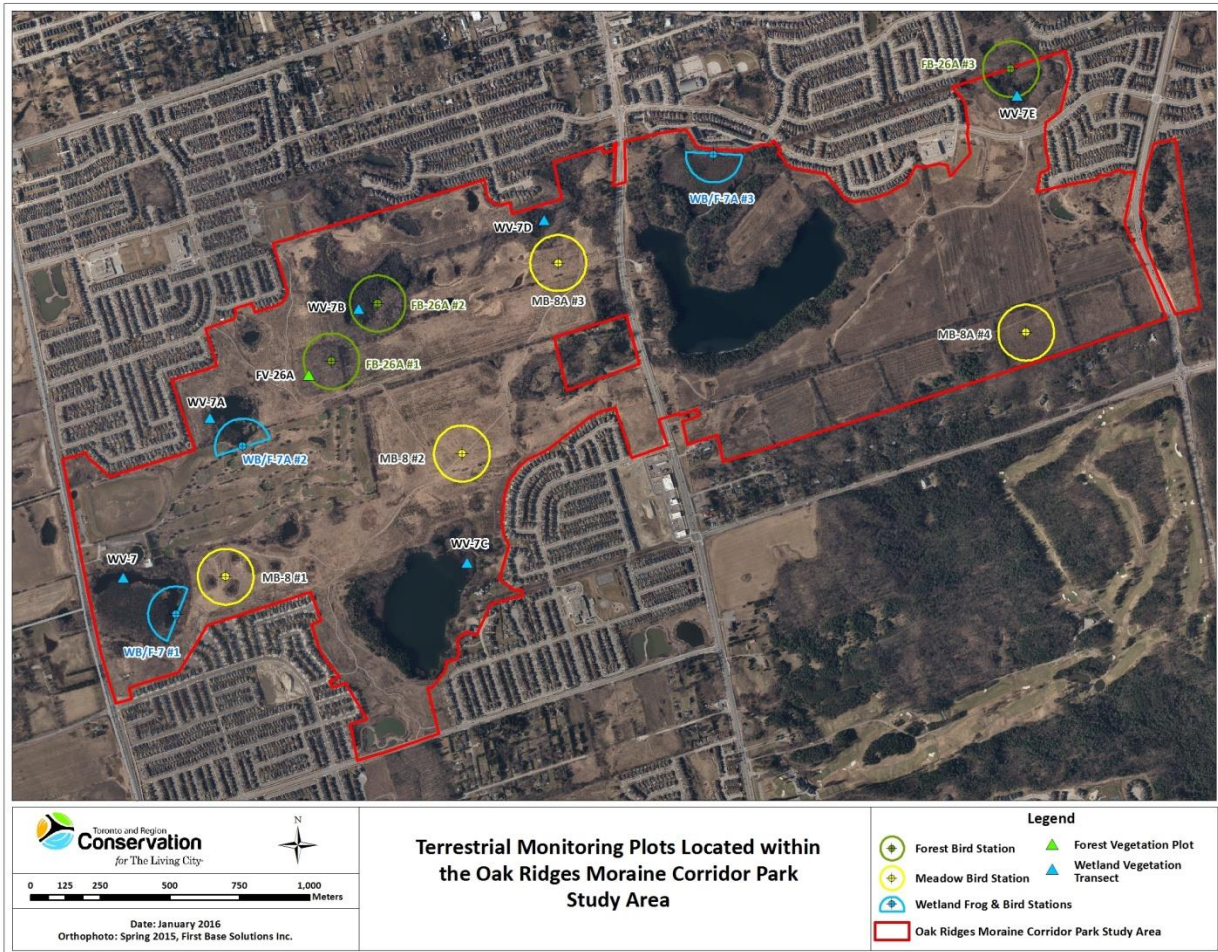 FB-26A #3
WV-7E
WB/F-7A #3
WV-7D
MB-8A #3
WV-7B
FB-26A #2
MB-8A #4
FB-26A #1
FV-26A
WV-7A
WB/F-7A #2
MB-8 #2
WV-7
WV-7C
MB-8 #1
WB/F-7 #1
Toronto and Region
Conservation
for The Living City·
N
0 125 250 500 750 1,000
Meters
Date: January 2016
Orthophoto: Spring 2015, First Base Solutions Inc.
Terrestrial Monitoring Plots Located within
the Oak Ridges Moraine Corridor Park
Study Area
Legend
Forest Bird Station
Forest Vegetation Plot
Meadow Bird Station
Wetland Vegetation
Transect
Wetland Frog & Bird Stations
Oak Ridges Moraine Corridor Park Study Area